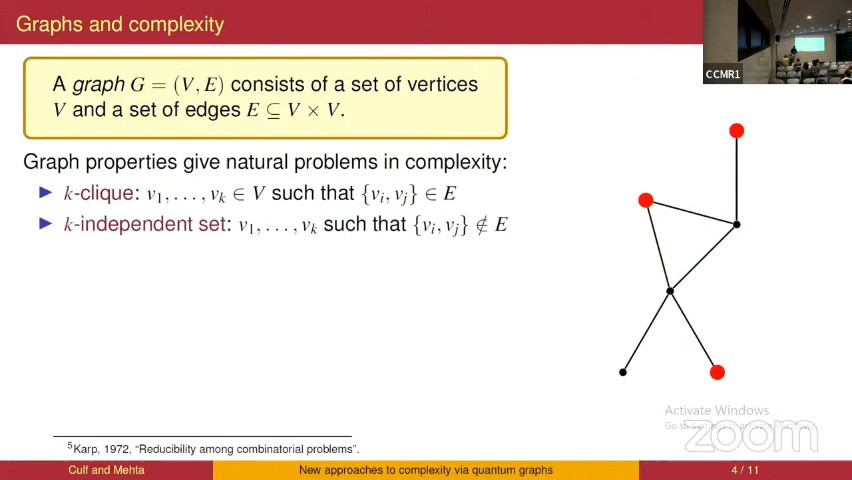 Graphs and complexity
CCMR1
A graph G = (V, E) consists of a set of vertices
V and a set of edges E ⊆ V × V.
Graph properties give natural problems in complexity:
▶ k-clique: v₁, . . . , vₖ ∈ V such that {vᵢ, vⱼ} ∈ E
▶ k-independent set: v₁, . . . , vₖ such that {vᵢ, vⱼ} ∉ E
Activate Windows
zoom
⁵Karp, 1972, “Reducibility among combinatorial problems”.
Culf and Mehta
New approaches to complexity via quantum graphs
4 / 11